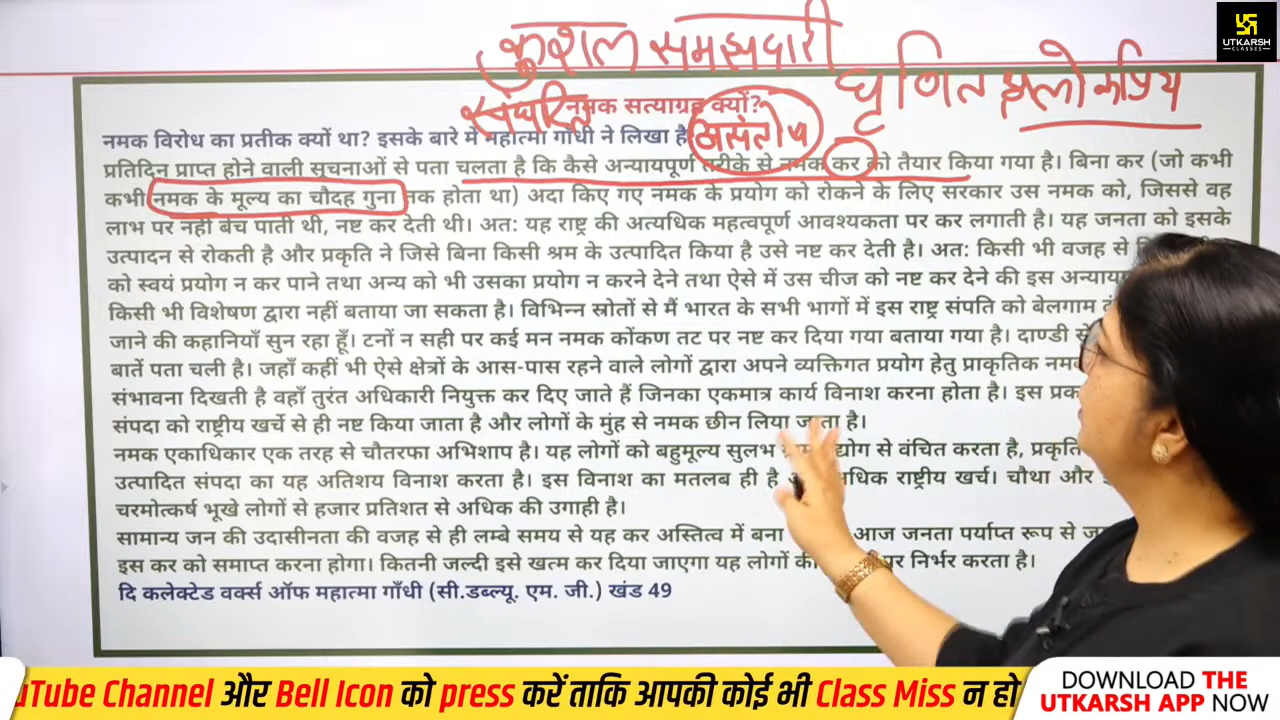 कुशल समझदारी
घृणित अलोकप्रिय
संघटित
असंतोष
UTKARSH
CLASSES
नमक सत्याग्रह क्यों?
नमक विरोध का प्रतीक क्यों था? इसके बारे में महात्मा गाँधी ने लिखा है
प्रतिदिन प्राप्त होने वाली सूचनाओं से पता चलता है कि कैसे अन्यायपूर्ण तरीके से नमक कर को तैयार किया गया है। बिना कर (जो कभी
कभी नमक के मूल्य का चौदह गुना तक होता था) अदा किए गए नमक के प्रयोग को रोकने के लिए सरकार उस नमक को, जिससे वह
लाभ पर नहीं बेच पाती थी, नष्ट कर देती थी। अत: यह राष्ट्र की अत्यधिक महत्वपूर्ण आवश्यकता पर कर लगाती है। यह जनता को इसके
उत्पादन से रोकती है और प्रकृति ने जिसे बिना किसी श्रम के उत्पादित किया है उसे नष्ट कर देती है। अत: किसी भी वजह से
को स्वयं प्रयोग न कर पाने तथा अन्य को भी उसका प्रयोग न करने देने तथा ऐसे में उस चीज को नष्ट कर देने की इस
किसी भी विशेषण द्वारा नहीं बताया जा सकता है। विभिन्न स्रोतों से मैं भारत के सभी भागों में इस राष्ट्र संपति को बेलगाम
जाने की कहानियाँ सुन रहा हूँ। टनों न सही पर कई मन नमक कोंकण तट पर नष्ट कर दिया गया बताया गया है। दाण्डी
बातें पता चली है। जहाँ कहीं भी ऐसे क्षेत्रों के आस-पास रहने वाले लोगों द्वारा अपने व्यक्तिगत प्रयोग हेतु प्राकृतिक
संभावना दिखती है वहाँ तुरंत अधिकारी नियुक्त कर दिए जाते हैं जिनका एकमात्र कार्य विनाश करना होता है। इस
संपदा को राष्ट्रीय खर्चे से ही नष्ट किया जाता है और लोगों के मुंह से नमक छीन लिया जाता है।
नमक एकाधिकार एक तरह से चौतरफा अभिशाप है। यह लोगों को बहुमूल्य सुलभ से वंचित करता है,
उत्पादित संपदा का यह अतिशय विनाश करता है। इस विनाश का मतलब ही है राष्ट्रीय खर्च। चौथा और
चरमोत्कर्ष भूखे लोगों से हजार प्रतिशत से अधिक की उगाही है।
सामान्य जन की उदासीनता की वजह से ही लम्बे समय से यह कर अस्तित्व में बना आज जनता पर्याप्त रूप से
इस कर को समाप्त करना होगा। कितनी जल्दी इसे खत्म कर दिया जाएगा यह लोगों निर्भर करता है।
दि कलेक्टेड वर्क्स ऑफ महात्मा गाँधी (सी.डब्ल्यू. एम. जी.) खंड 49
uTube Channel और Bell Icon को press करें ताकि आपकी कोई भी Class Miss न हो
DOWNLOAD THE
UTKARSH APP NOW